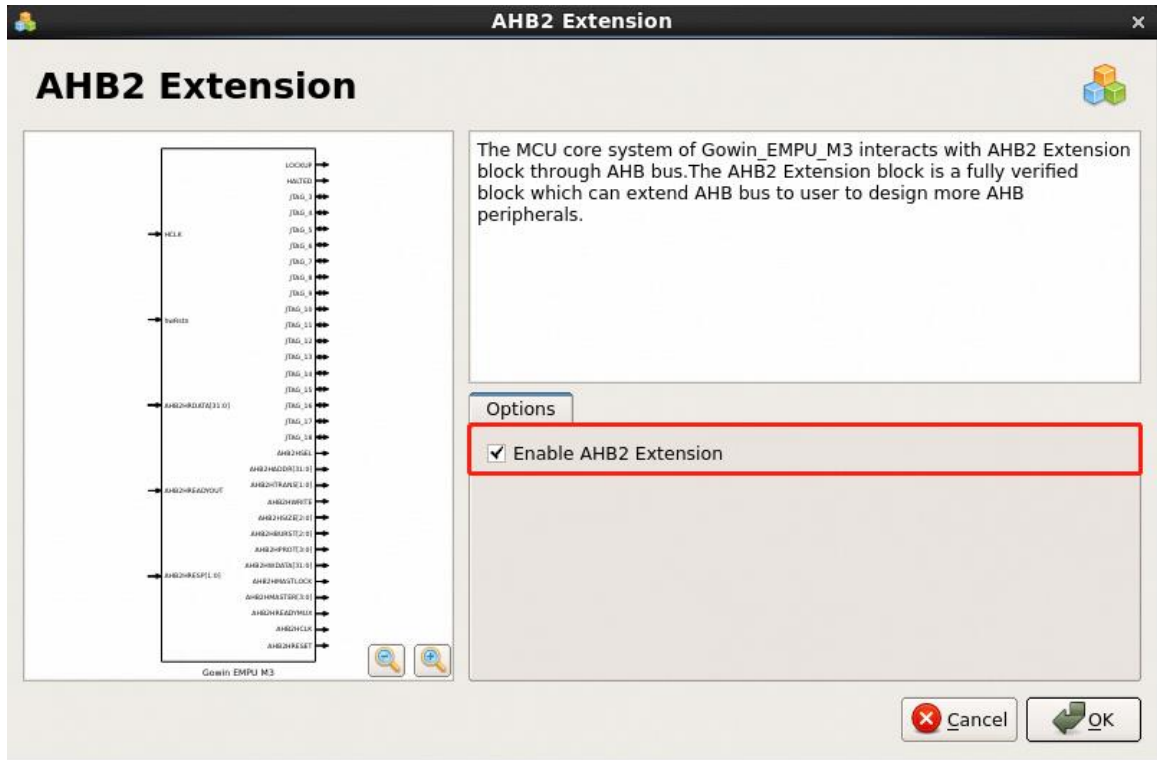 AHB2 Extension
AHB2 Extension
LOCKUP
HALTED
JTAG_3
JTAG_4
JTAG_5
HCLK
JTAG_6
JTAG_7
JTAG_8
JTAG_9
JTAG_10
hwRstn
JTAG_11
JTAG_12
JTAG_13
JTAG_14
JTAG_15
AHB2HRDATA[31:0]
JTAG_16
JTAG_17
JTAG_18
AHB2HSEL
AHB2HADDR[31:0]
AHB2HTRANS[1:0]
AHB2HREADYOUT
AHB2HWRITE
AHB2HSIZE[2:0]
AHB2HBURST[2:0]
AHB2HPROT[3:0]
AHB2HWDATA[31:0]
AHB2HRESP[1:0]
AHB2HMASTLOCK
AHB2HMASTER[3:0]
AHB2HREADYMUX
AHB2HCLK
AHB2HRESET
Gowin EMPU M3
The MCU core system of Gowin_EMPU_M3 interacts with AHB2 Extension
block through AHB bus.The AHB2 Extension block is a fully verified
block which can extend AHB bus to user to design more AHB
peripherals.
Options
Enable AHB2 Extension
Cancel
OK